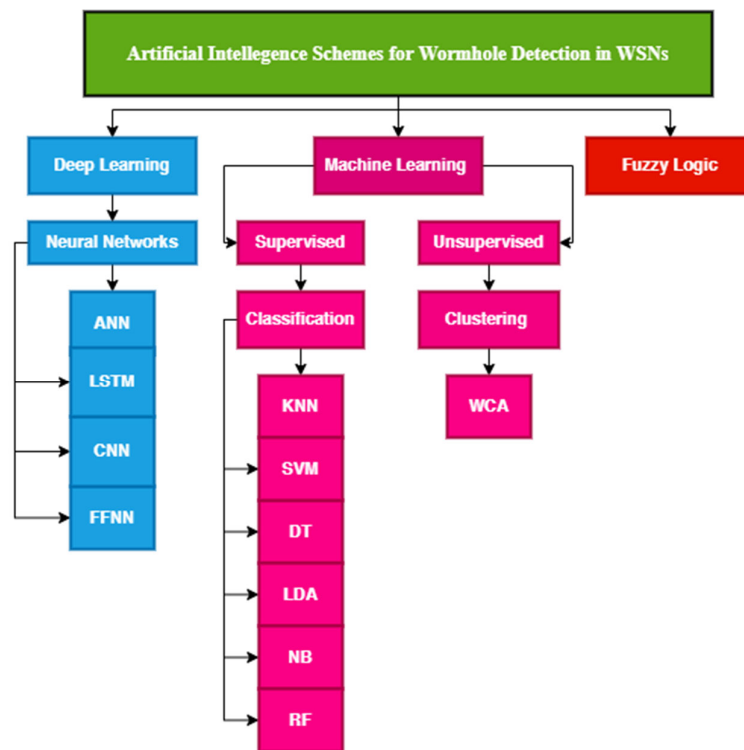 Artificial Intellegence Schemes for Wormhole Detection in WSNs
Deep Learning
Machine Learning
Fuzzy Logic
Neural Networks
Supervised
Unsupervised
ANN
Classification
Clustering
LSTM
KNN
WCA
CNN
SVM
FFNN
DT
LDA
NB
RF